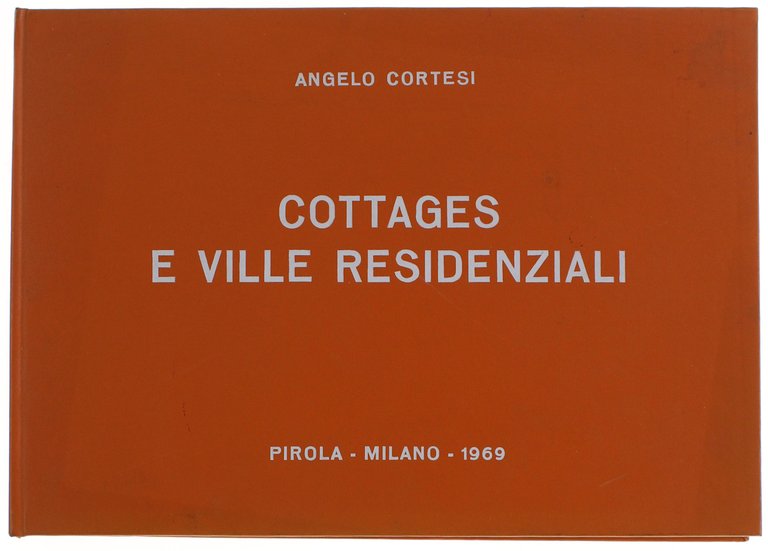 ANGELO CORTESI
COTTAGES
E VILLE RESIDENZIALI
PIROLA - MILANO - 1969